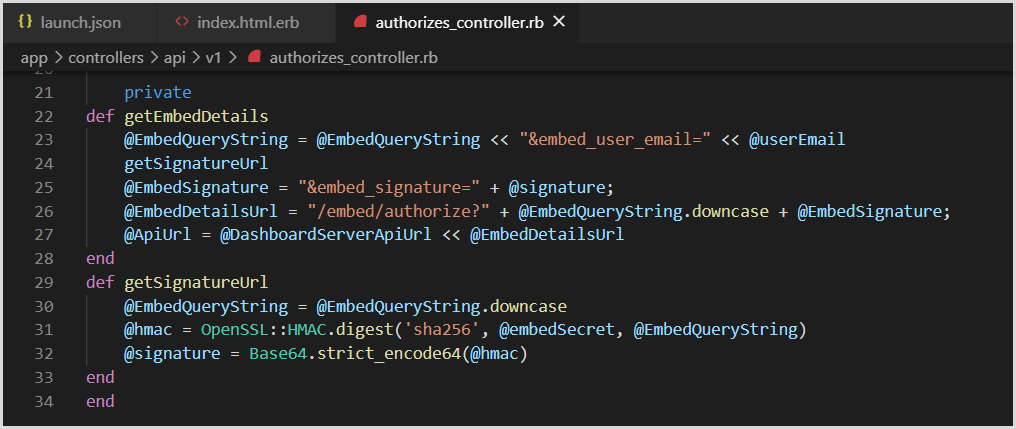 launch.json index.html.erb authorizes_controller.rb
app > controllers > api > v1 > authorizes_controller.rb
20
21 private
22 def getEmbedDetails
23 @EmbedQueryString = @EmbedQueryString << "&embed_user_email=" << @userEmail
24 getSignatureUrl
25 @EmbedSignature = "&embed_signature=" + @signature;
26 @EmbedDetailsUrl = "/embed/authorize?" + @EmbedQueryString.downcase + @EmbedSignature;
27 @ApiUrl = @DashboardServerApiUrl << @EmbedDetailsUrl
28 end
29 def getSignatureUrl
30 @EmbedQueryString = @EmbedQueryString.downcase
31 @hmac = OpenSSL::HMAC.digest('sha256', @embedSecret, @EmbedQueryString)
32 @signature = Base64.strict_encode64(@hmac)
33 end
34 end